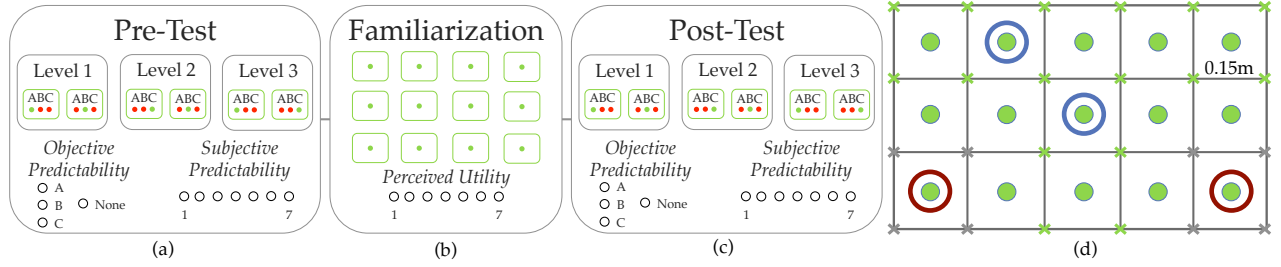 Pre-Test
Level 1
Level 2
Level 3
ABC ABC
ABC ABC
ABC ABC
Objective
Predictability
A
B
C
None
Subjective
Predictability
1 7
(a)
Familiarization
Perceived Utility
1 7
(b)
Post-Test
Level 1
Level 2
Level 3
ABC ABC
ABC ABC
ABC ABC
Objective
Predictability
A
B
C
None
Subjective
Predictability
1 7
(c)
0.15m
(d)